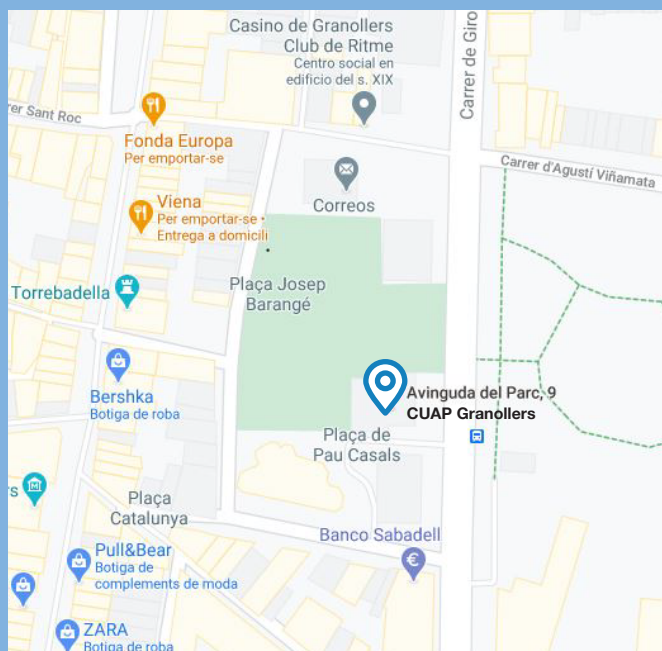 Casino de Granollers
Club de Ritme
Centro social en
edificio del s. XIX
Carrer de Giro
rer Sant Roc
Fonda Europa
Per emportar-se
Carrer d'Agustí Viñamata
Correos
Viena
Per emportar-se ·
Entrega a domicili
Plaça Josep
Barangé
Torrebadella
Bershka
Botiga de roba
Avinguda del Parc, 9
CUAP Granollers
Plaça de
Pau Casals
s
Plaça
Catalunya
Banco Sabadell
Pull&Bear
Botiga de
complements de moda
ZARA
Botiga de roba